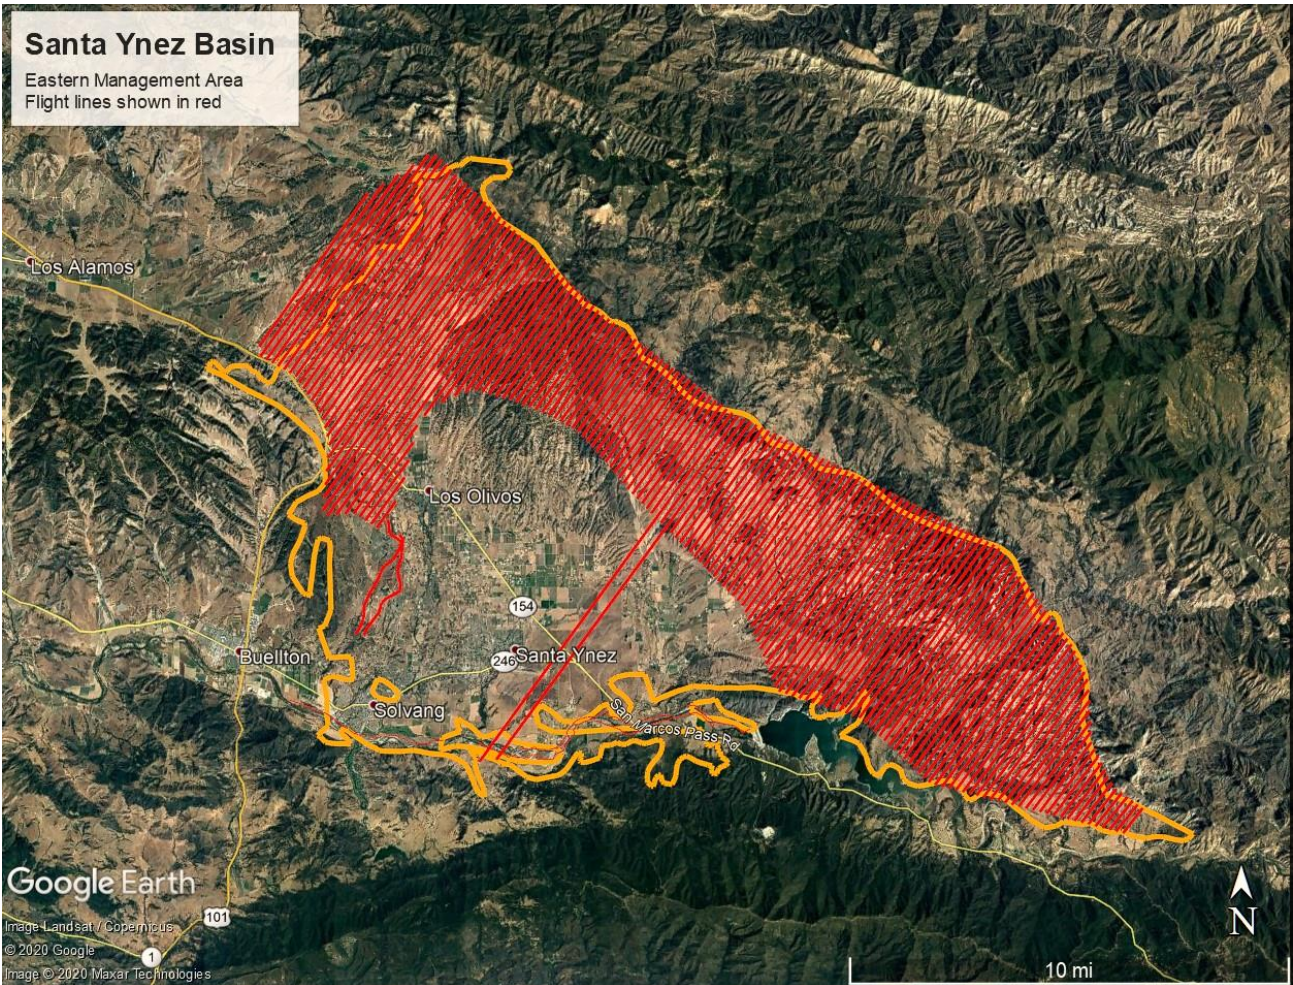 Santa Ynez Basin
Eastern Management Area
Flight lines shown in red
Los Alamos
Los Olivos
154
Buellton
246
Santa Ynez
Solvang
San Marcos Pass Rd
Google Earth
101
N
Image Landsat / Copernicus
© 2020 Google
1
Image © 2020 Maxar Technologies
10 mi